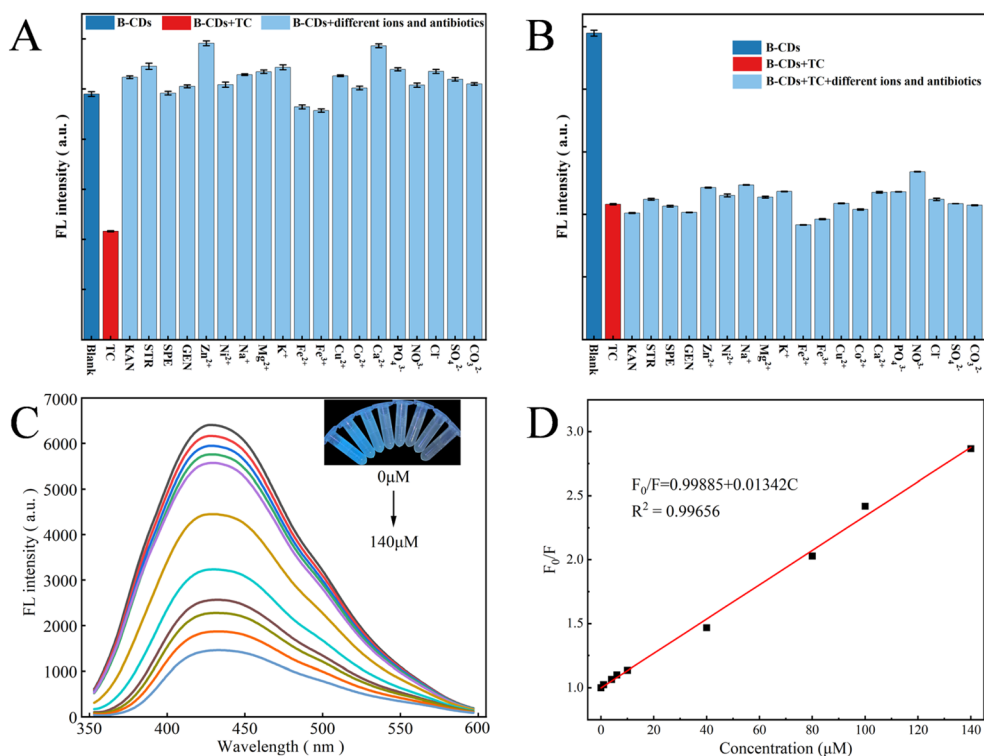 A
B-CDs B-CDs+TC B-CDs+different ions and antibiotics
FL intensity ( a.u. )
Blank TC KAN STR SPE GEN Zn²⁺ Ni²⁺ Na⁺ Mg²⁺ K⁺ Fe²⁺ Fe³⁺ Cu²⁺ Co²⁺ Ca²⁺ PO₄³⁻ NO³⁻ Cl⁻ SO₄²⁻ CO₃²⁻
B
B-CDs
B-CDs+TC
B-CDs+TC+different ions and antibiotics
FL intensity ( a.u. )
Blank TC KAN STR SPE GEN Zn²⁺ Ni²⁺ Na⁺ Mg²⁺ K⁺ Fe²⁺ Fe³⁺ Cu²⁺ Co²⁺ Ca²⁺ PO₄³⁻ NO³⁻ Cl⁻ SO₄²⁻ CO₃²⁻
C
7000
6000
5000
4000
3000
2000
1000
0
FL intensity ( a.u. )
0μM
140μM
350 400 450 500 550 600
Wavelength ( nm )
D
3.0
2.5
2.0
1.5
1.0
F₀/F
F₀/F=0.99885+0.01342C
R² = 0.99656
0 20 40 60 80 100 120 140
Concentration (μM)